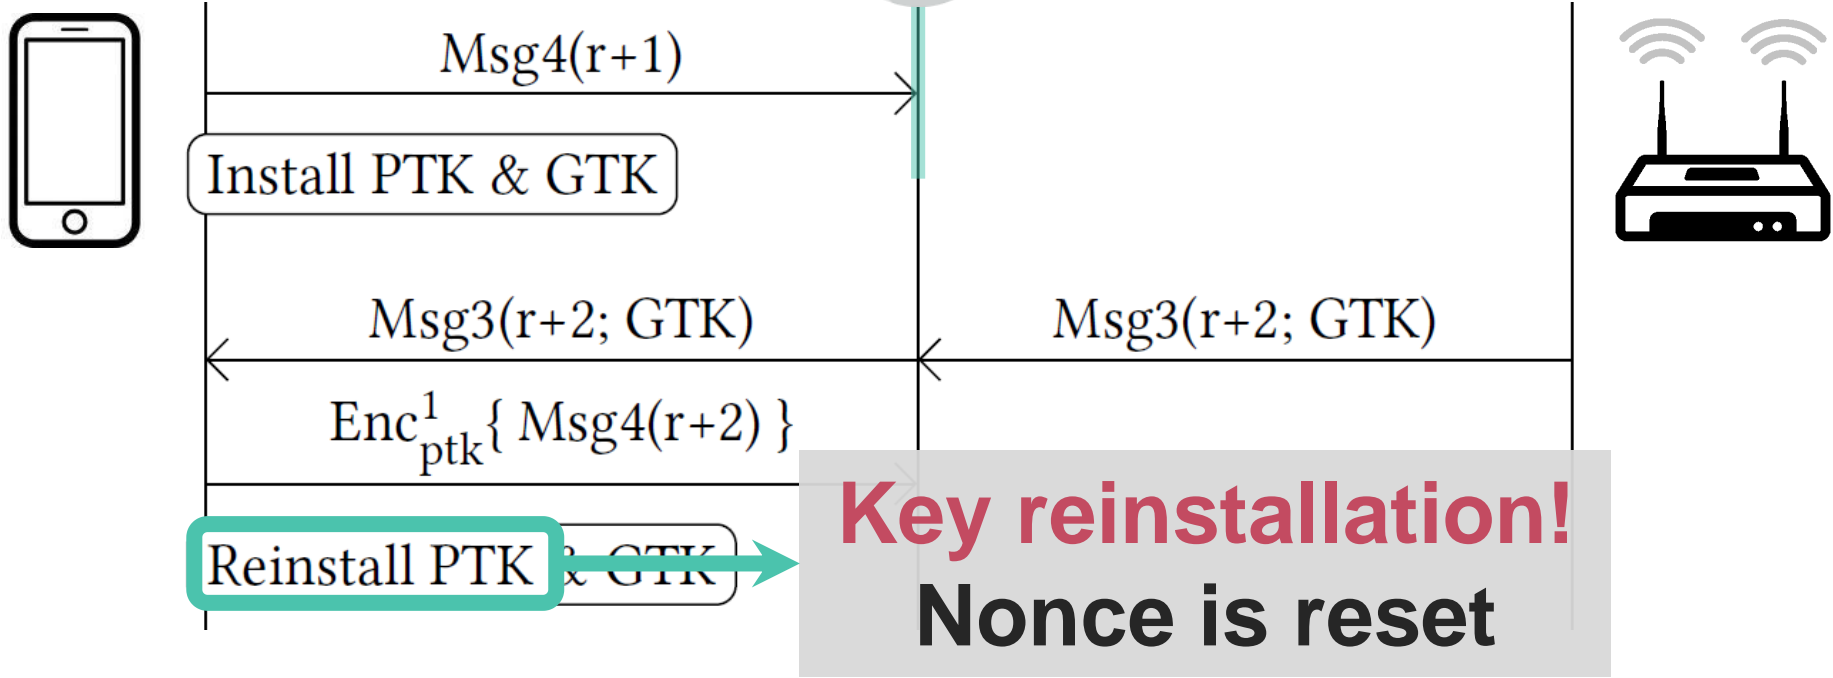 Msg4(r+1)
Install PTK & GTK
Msg3(r+2; GTK) Msg3(r+2; GTK)
Enc¹ptk{ Msg4(r+2) }
Key reinstallation!
Reinstall PTK & GTK
Nonce is reset